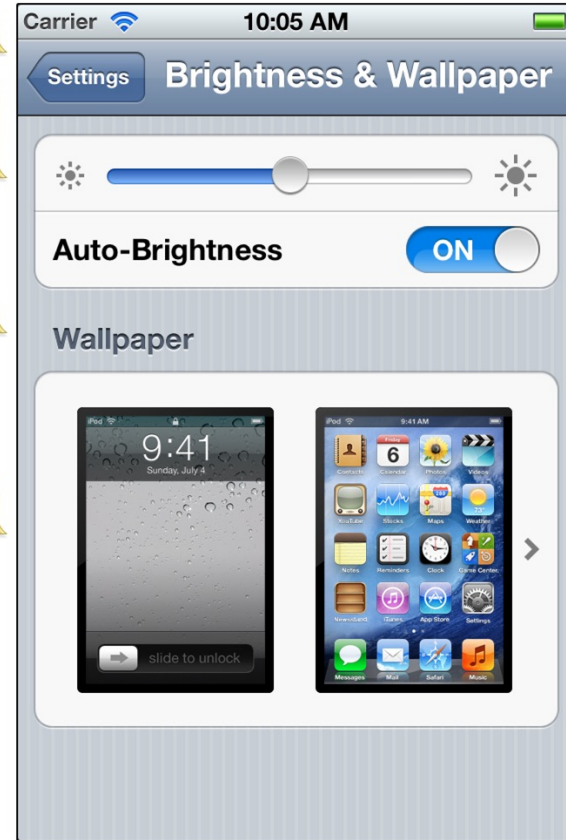 Carrier 10:05 AM
Settings Brightness & Wallpaper
Auto-Brightness ON
Wallpaper
iPod
9:41
Sunday, July 4
slide to unlock
iPod 9:41 AM
Friday
6
Contacts Calendar Photos Videos
280
73°
YouTube Stocks Maps Weather
Notes Reminders Clock Game Center
Newsstand iTunes App Store Settings
Messages Mail Safari Music